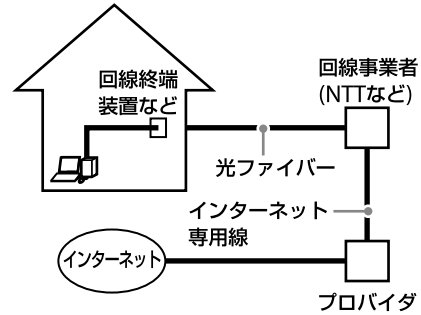 回線終端
装置など
回線事業者
(NTTなど)
光ファイバー
インターネット
専用線
インターネット
プロバイダ